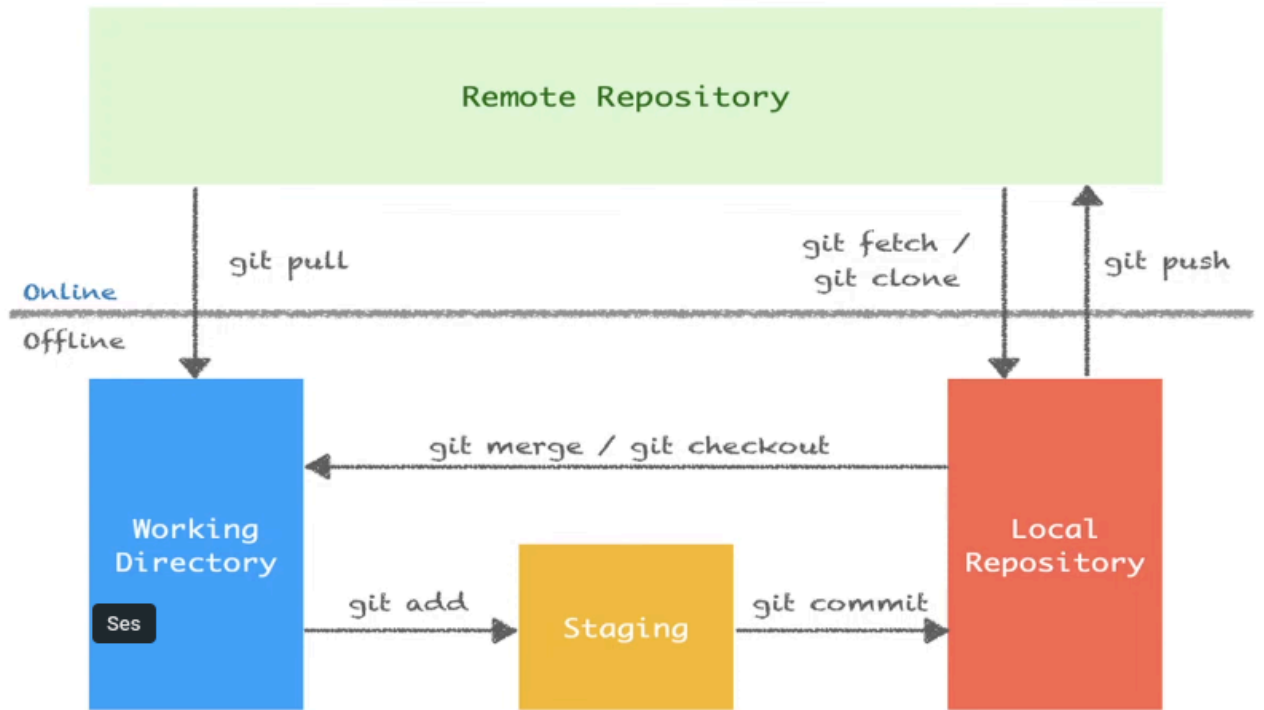 Remote Repository
git pull
git fetch /
git clone
git push
Online
Offline
git merge / git checkout
Working
Directory
Local
Repository
git add
git commit
Ses
Staging